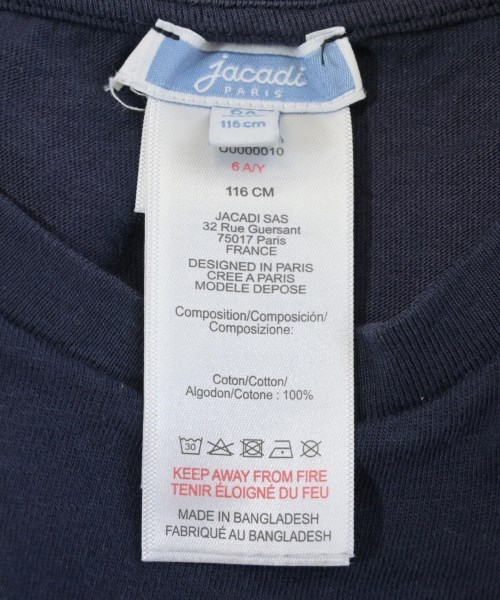 jacadi
PARIS
6A
116 cm
U0000010
6 A/Y
116 CM
JACADI SAS
32 Rue Guersant
75017 Paris
FRANCE
DESIGNED IN PARIS
CREE A PARIS
MODELE DEPOSE
Composition/Composición/
Composizione:
Coton/Cotton/
Algodon/Cotone : 100%
30
KEEP AWAY FROM FIRE
TENIR ÉLOIGNÉ DU FEU
MADE IN BANGLADESH
FABRIQUÉ AU BANGLADESH